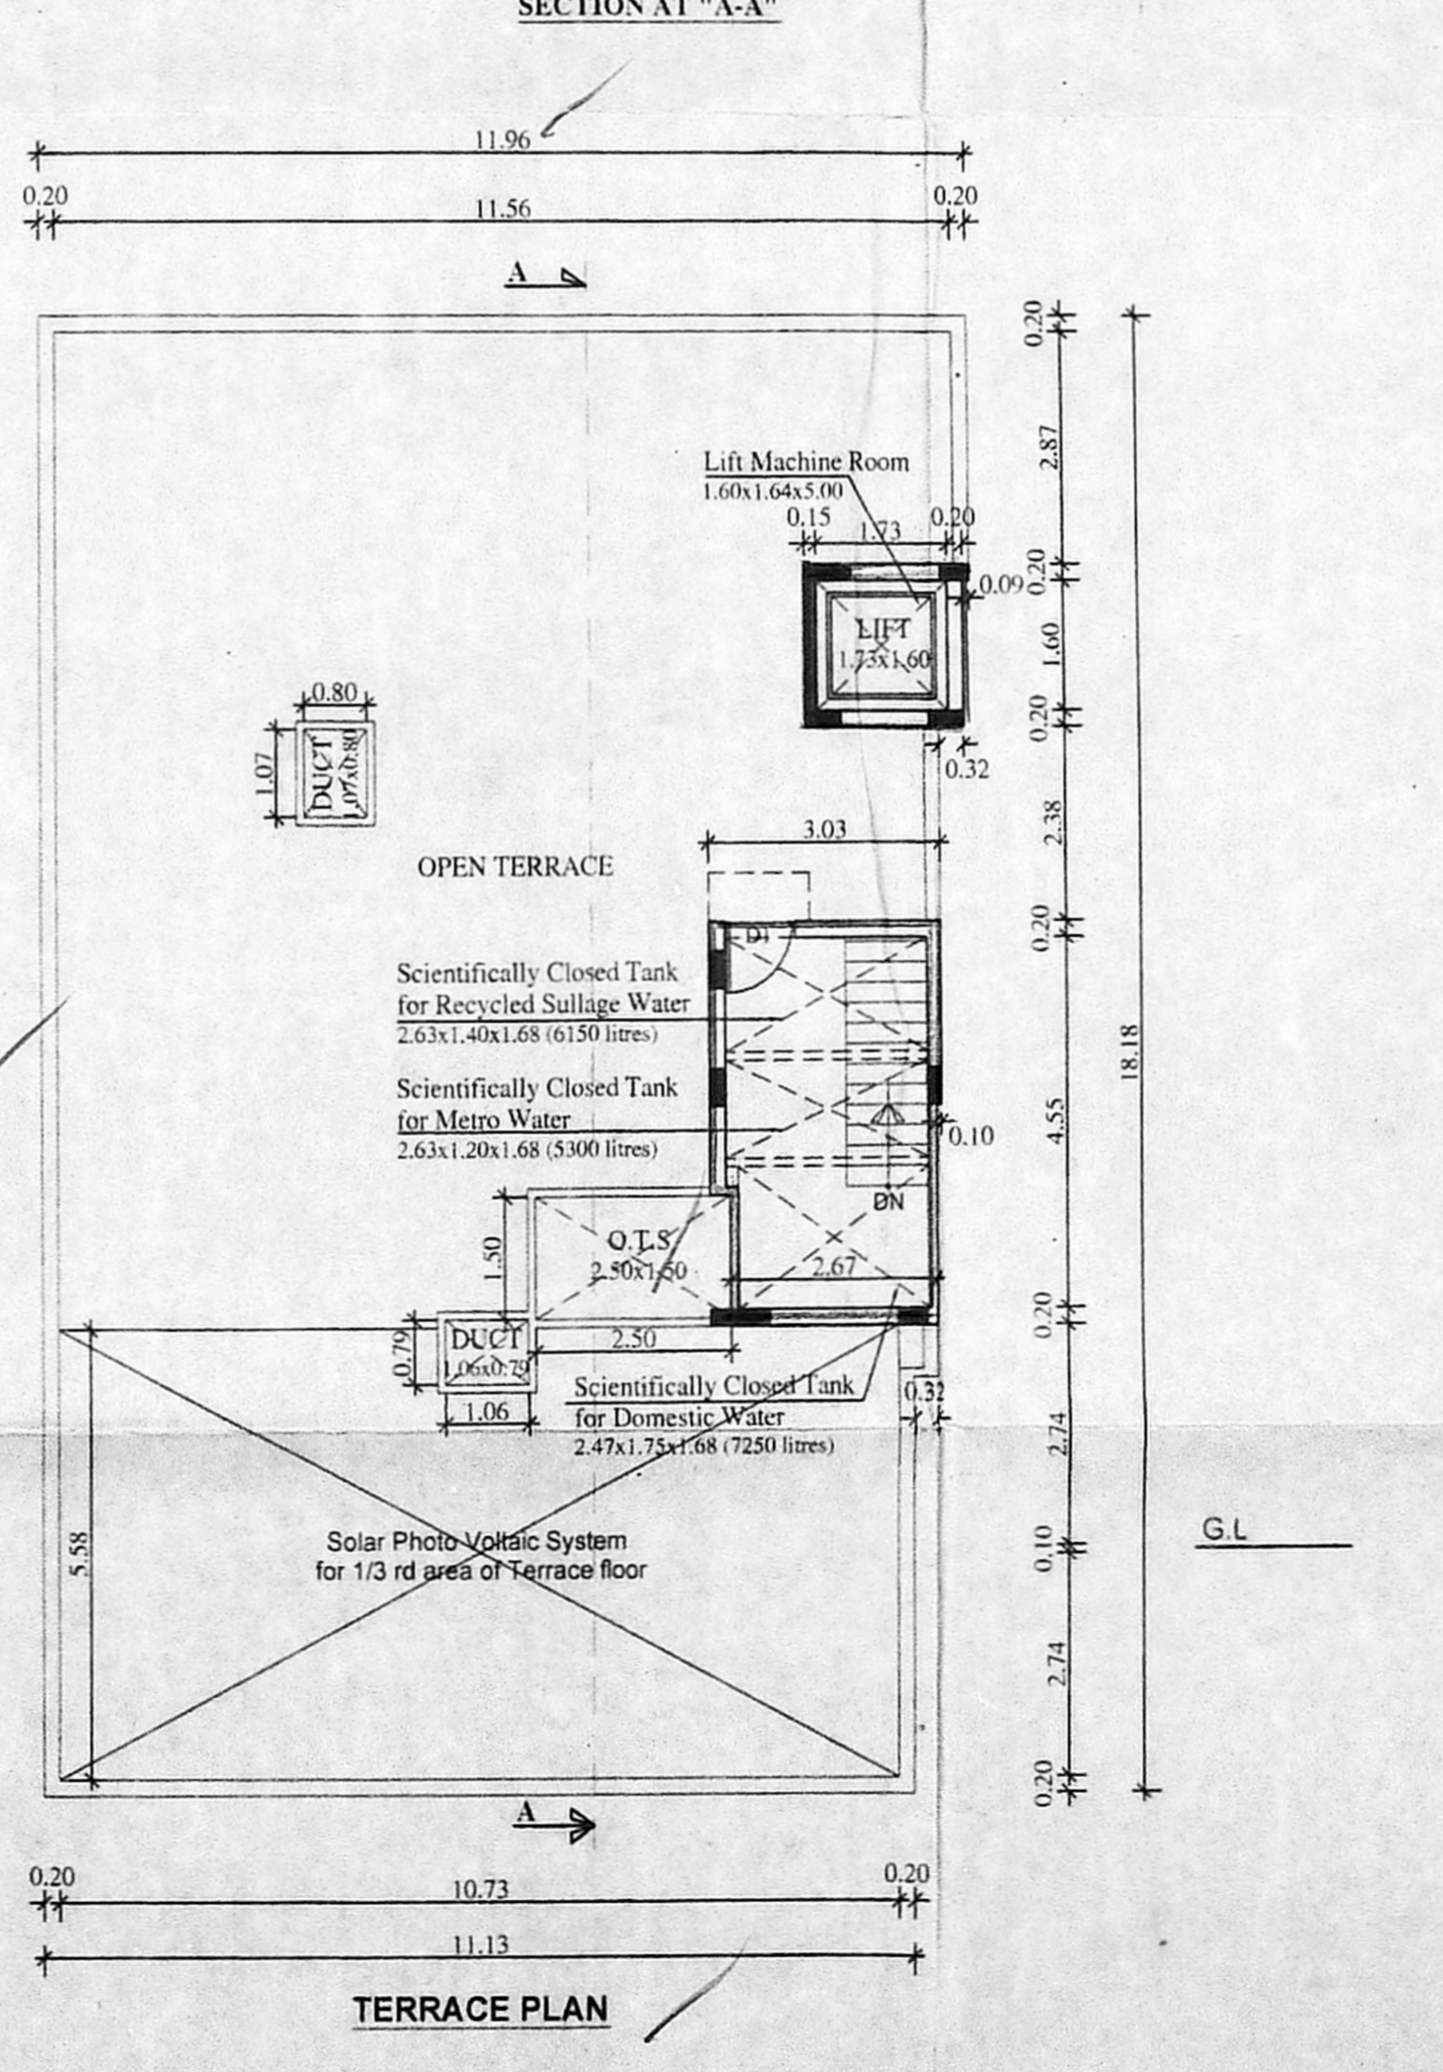 SECTION AT "A-A"
11.96
0.20
0.20
11.56
A
0.20
2.87
Lift Machine Room
1.60x1.64x5.00
0.15
1.73
0.20
0.20
0.09
LIFT
1.73x1.60
1.60
0.20
0.32
0.80
1.07
DUCT
1.07x0.80
2.38
3.03
OPEN TERRACE
0.20
D1
Scientifically Closed Tank
for Recycled Sullage Water
2.63x1.40x1.68 (6150 litres)
18.18
Scientifically Closed Tank
for Metro Water
2.63x1.20x1.68 (5300 litres)
4.55
0.10
DN
1.50
O.T.S
2.50x1.50
2.67
0.20
0.79
DUCT
1.06x0.79
2.50
1.06
Scientifically Closed Tank
for Domestic Water
2.47x1.75x1.68 (7250 litres)
0.32
2.74
5.58
Solar Photo Voltaic System
for 1/3 rd area of Terrace floor
G.L
0.10
2.74
0.20
A
0.20
0.20
10.73
11.13
TERRACE PLAN